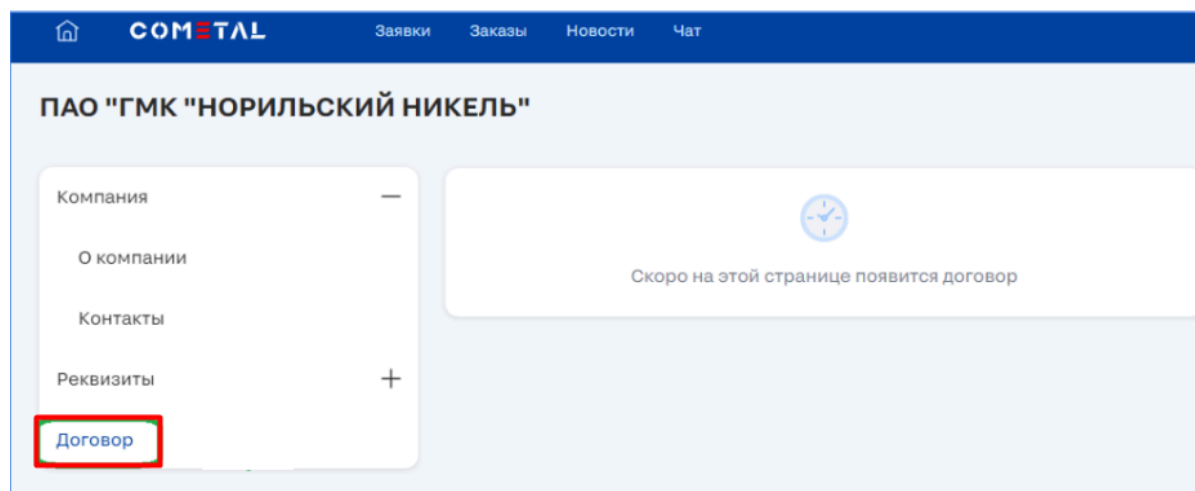 COMETAL Заявки Заказы Новости Чат
ПАО "ГМК "НОРИЛЬСКИЙ НИКЕЛЬ"
Компания
О компании
Контакты
Реквизиты
Договор
Скоро на этой странице появится договор